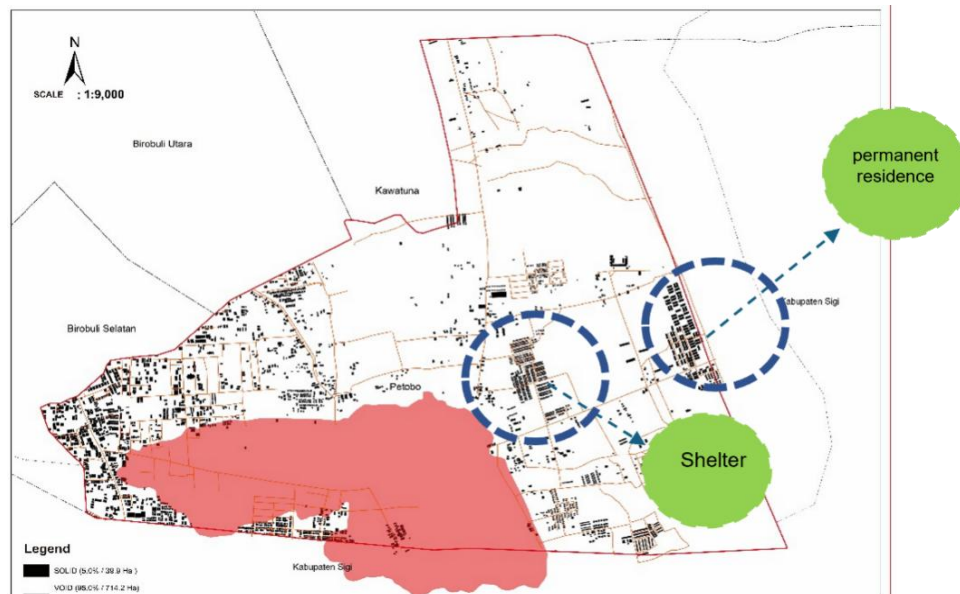 N
SCALE : 1:9,000
Birobuli Utara
permanent
residence
Kawatuna
Kabupaten Sigi
Birobuli Selatan
Petobo
Shelter
Legend
SOLID (5.0% / 39.9 Ha )
Kabupaten Sigi
VOID (95.0% / 714.2 Ha)